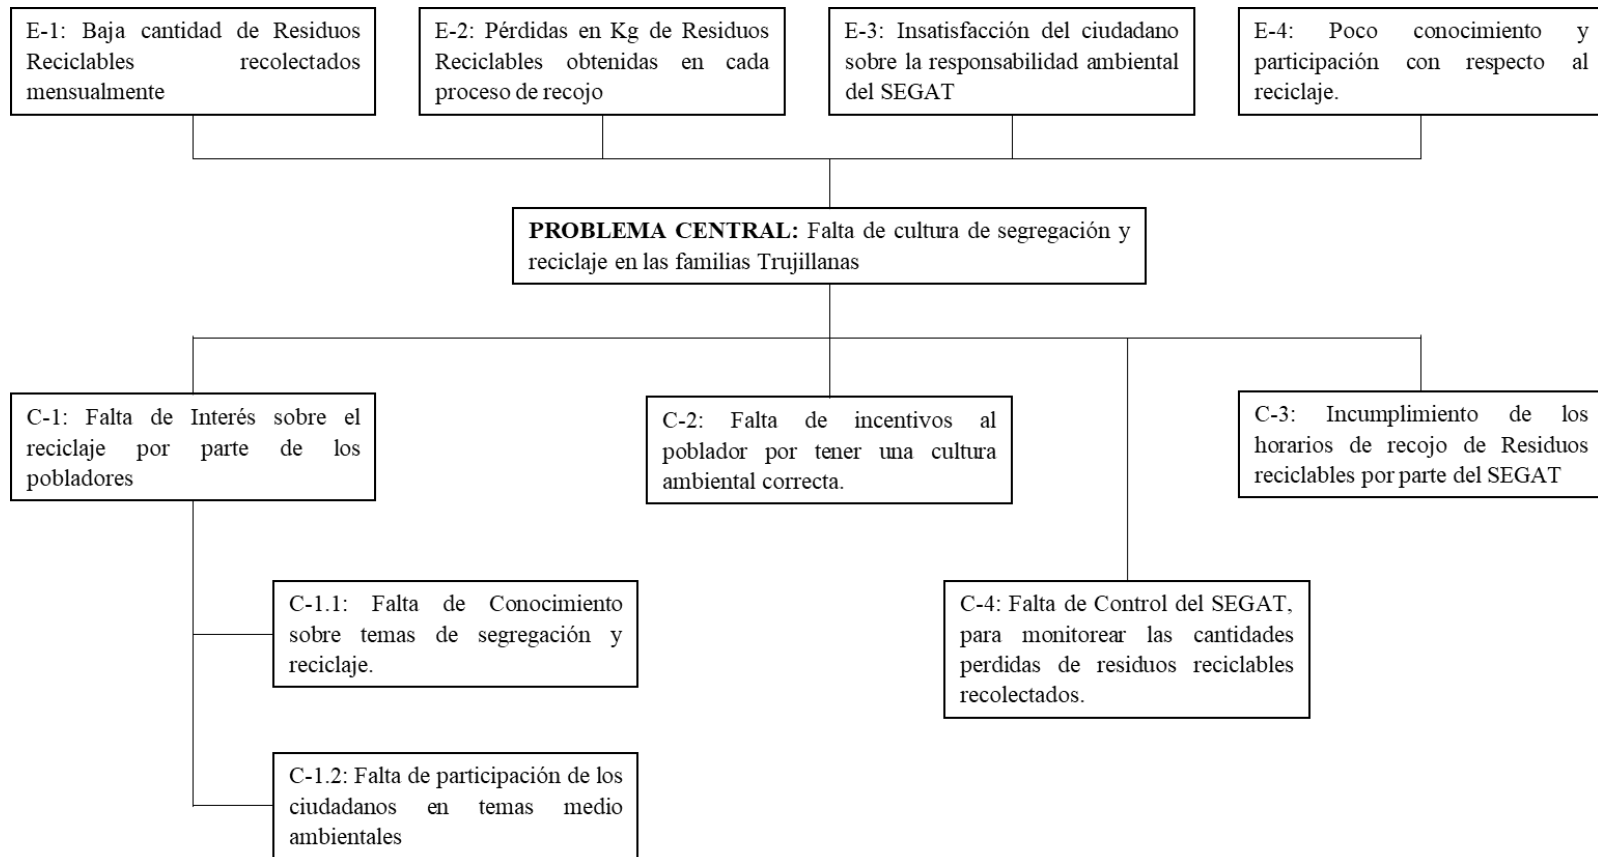 E-1: Baja cantidad de Residuos
Reciclables recolectados
mensualmente
E-2: Pérdidas en Kg de Residuos
Reciclables obtenidas en cada
proceso de recojo
E-3: Insatisfacción del ciudadano
sobre la responsabilidad ambiental
del SEGAT
E-4: Poco conocimiento y
participación con respecto al
reciclaje.
PROBLEMA CENTRAL: Falta de cultura de segregación y
reciclaje en las familias Trujillanas
C-1: Falta de Interés sobre el
reciclaje por parte de los
pobladores
C-2: Falta de incentivos al
poblador por tener una cultura
ambiental correcta.
C-3: Incumplimiento de los
horarios de recojo de Residuos
reciclables por parte del SEGAT
C-1.1: Falta de Conocimiento
sobre temas de segregación y
reciclaje.
C-4: Falta de Control del SEGAT,
para monitorear las cantidades
perdidas de residuos reciclables
recolectados.
C-1.2: Falta de participación de los
ciudadanos en temas medio
ambientales